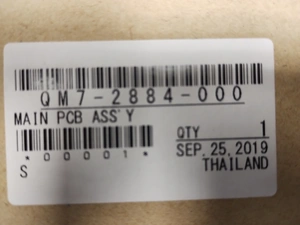 QM7-2884-000
MAIN PCB ASS'Y
QTY 1
*00001*
SEP.25,2019
S
THAILAND